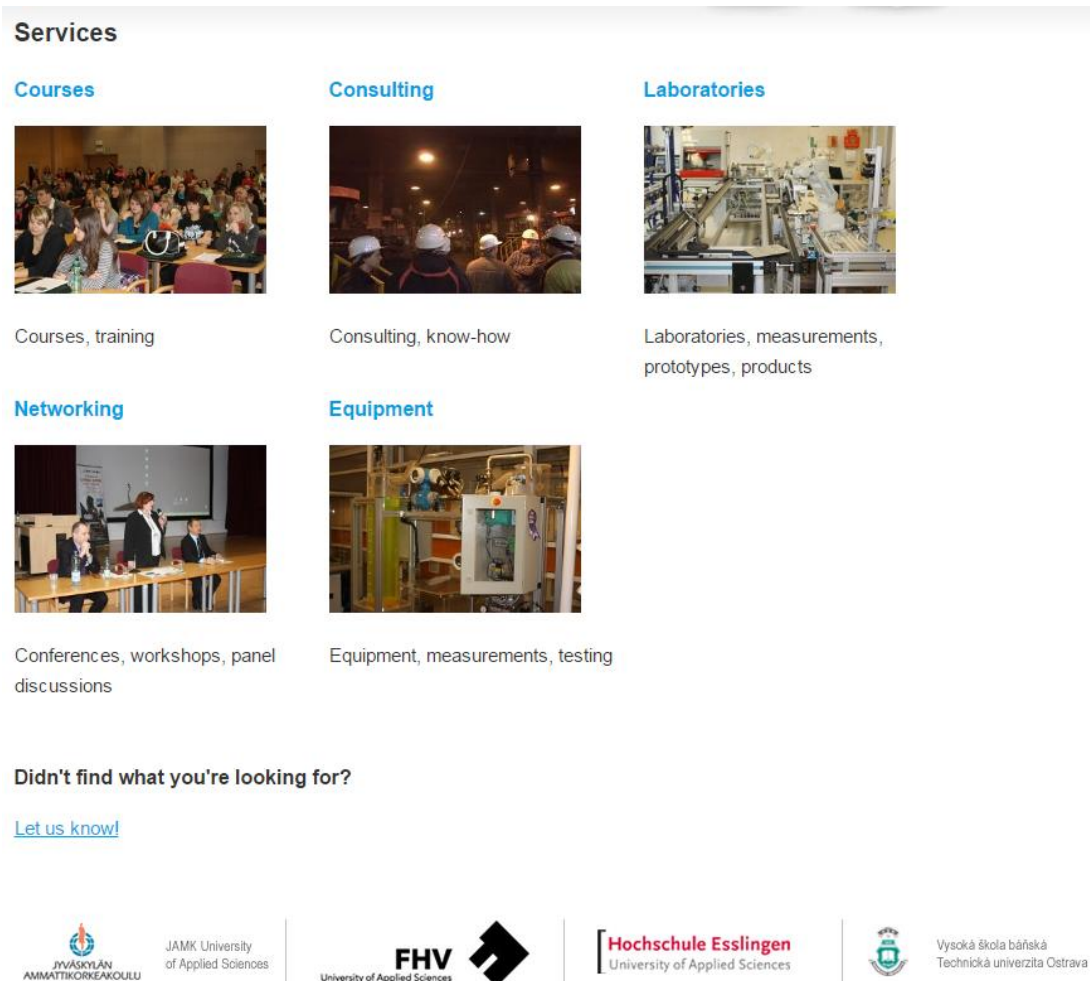 Services
Courses
Consulting
Laboratories
Courses, training
Consulting, know-how
Laboratories, measurements,
prototypes, products
Networking
Equipment
Conferences, workshops, panel
discussions
Equipment, measurements, testing
Didn't find what you're looking for?
Let us know!
JYVÄSKYLÄN
AMMATTIKORKEAKOULU
JAMK University
of Applied Sciences
FHV
University of Applied Sciences
Hochschule Esslingen
University of Applied Sciences
Vysoká škola báňská
Technická univerzita Ostrava